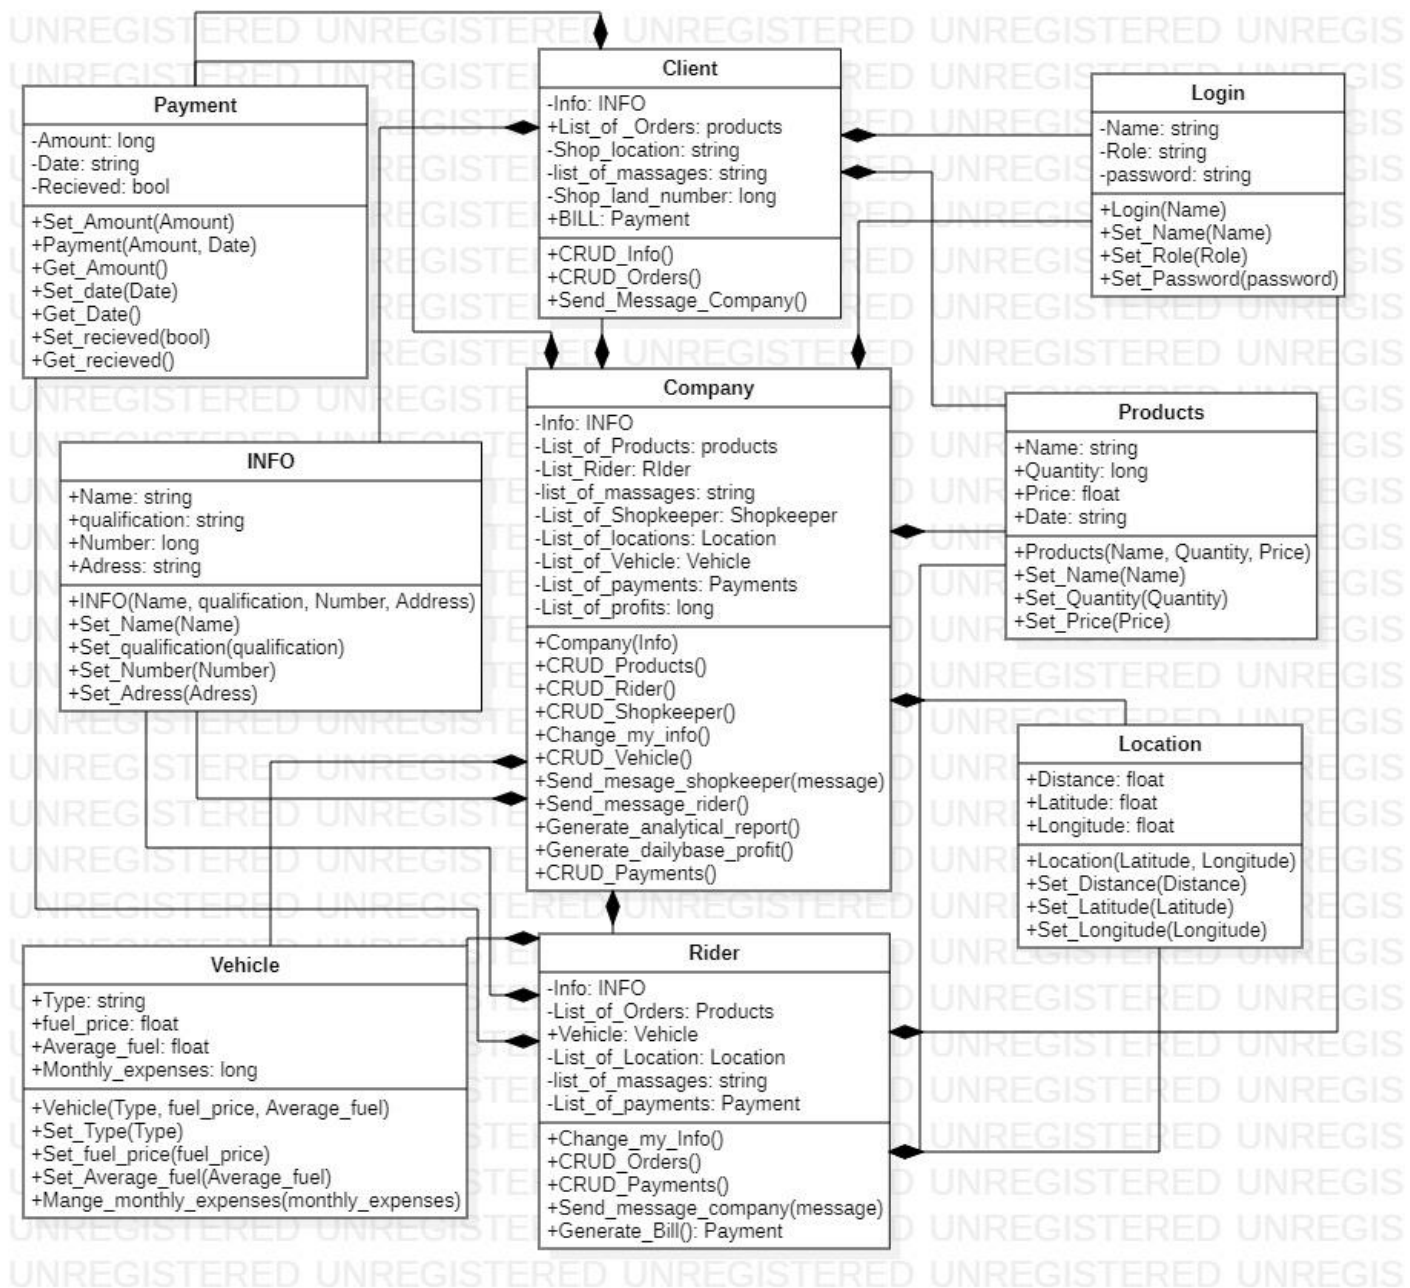 Client
-Info: INFO
+List_of _Orders: products
-Shop_location: string
-list_of_massages: string
-Shop_land_number: long
+BILL: Payment
+CRUD_Info()
+CRUD_Orders()
+Send_Message_Company()
Payment
-Amount: long
-Date: string
-Recieved: bool
+Set_Amount(Amount)
+Payment(Amount, Date)
+Get_Amount()
+Set_date(Date)
+Get_Date()
+Set_recieved(bool)
+Get_recieved()
Login
-Name: string
-Role: string
-password: string
+Login(Name)
+Set_Name(Name)
+Set_Role(Role)
+Set_Password(password)
Company
-Info: INFO
-List_of_Products: products
-List_Rider: RIder
-list_of_massages: string
-List_of_Shopkeeper: Shopkeeper
-List_of_locations: Location
-List_of_Vehicle: Vehicle
-List_of_payments: Payments
-List_of_profits: long
+Company(Info)
+CRUD_Products()
+CRUD_Rider()
+CRUD_Shopkeeper()
+Change_my_info()
+CRUD_Vehicle()
+Send_mesage_shopkeeper(message)
+Send_message_rider()
+Generate_analytical_report()
+Generate_dailybase_profit()
+CRUD_Payments()
Products
+Name: string
+Quantity: long
+Price: float
+Date: string
+Products(Name, Quantity, Price)
+Set_Name(Name)
+Set_Quantity(Quantity)
+Set_Price(Price)
INFO
+Name: string
+qualification: string
+Number: long
+Adress: string
+INFO(Name, qualification, Number, Address)
+Set_Name(Name)
+Set_qualification(qualification)
+Set_Number(Number)
+Set_Adress(Adress)
Location
+Distance: float
+Latitude: float
+Longitude: float
+Location(Latitude, Longitude)
+Set_Distance(Distance)
+Set_Latitude(Latitude)
+Set_Longitude(Longitude)
Vehicle
+Type: string
+fuel_price: float
+Average_fuel: float
+Monthly_expenses: long
+Vehicle(Type, fuel_price, Average_fuel)
+Set_Type(Type)
+Set_fuel_price(fuel_price)
+Set_Average_fuel(Average_fuel)
+Mange_monthly_expenses(monthly_expenses)
Rider
-Info: INFO
-List_of_Orders: Products
+Vehicle: Vehicle
-List_of_Location: Location
-list_of_massages: string
-List_of_payments: Payment
+Change_my_Info()
+CRUD_Orders()
+CRUD_Payments()
+Send_message_company(message)
+Generate_Bill(): Payment
UNREGISTERED UNREGISTERED UNREGISTERED UNREGISTERED UNREGIS